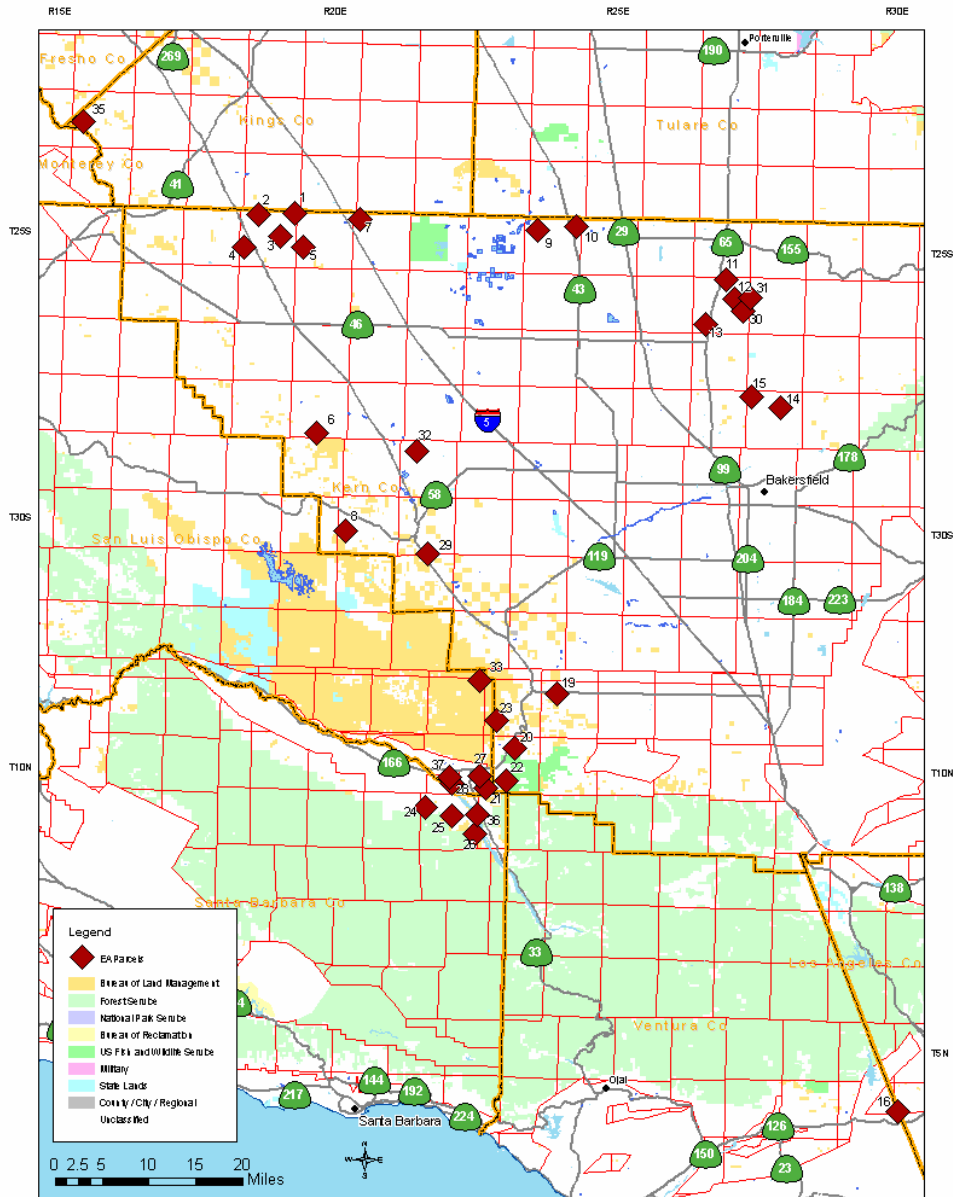 R15E R20E R25E R30E
Porterville
190
269
Fresno Co
35
Kings Co
Tulare Co
Monterey Co
41
2 1
7
T25S
3
4 5
9 10
29
65
155
T25S
11
43
12 31
30
46
13
15
14
6
5
32
178
99
Kern Co
58
Bakersfield
T30S
8
T30S
San Luis Obispo Co
29
119
204
184 223
33
19
23
20
166
37 27
22
T10N
28
21
T10N
24
25
36
26
138
Santa Barbara Co
Legend
EA Parcels
33
Los Angeles Co
Bureau of Land Management
Forest Service
4
National Park Service
Ventura Co
Bureau of Reclamation
US Fish and Wildlife Service
T5N
Military
State Lands
144
Ojai
192
217
County / City / Regional
16
Unclassified
Santa Barbara
224
126
150
N
W E
S
23
0 2.5 5 10 15 20
Miles